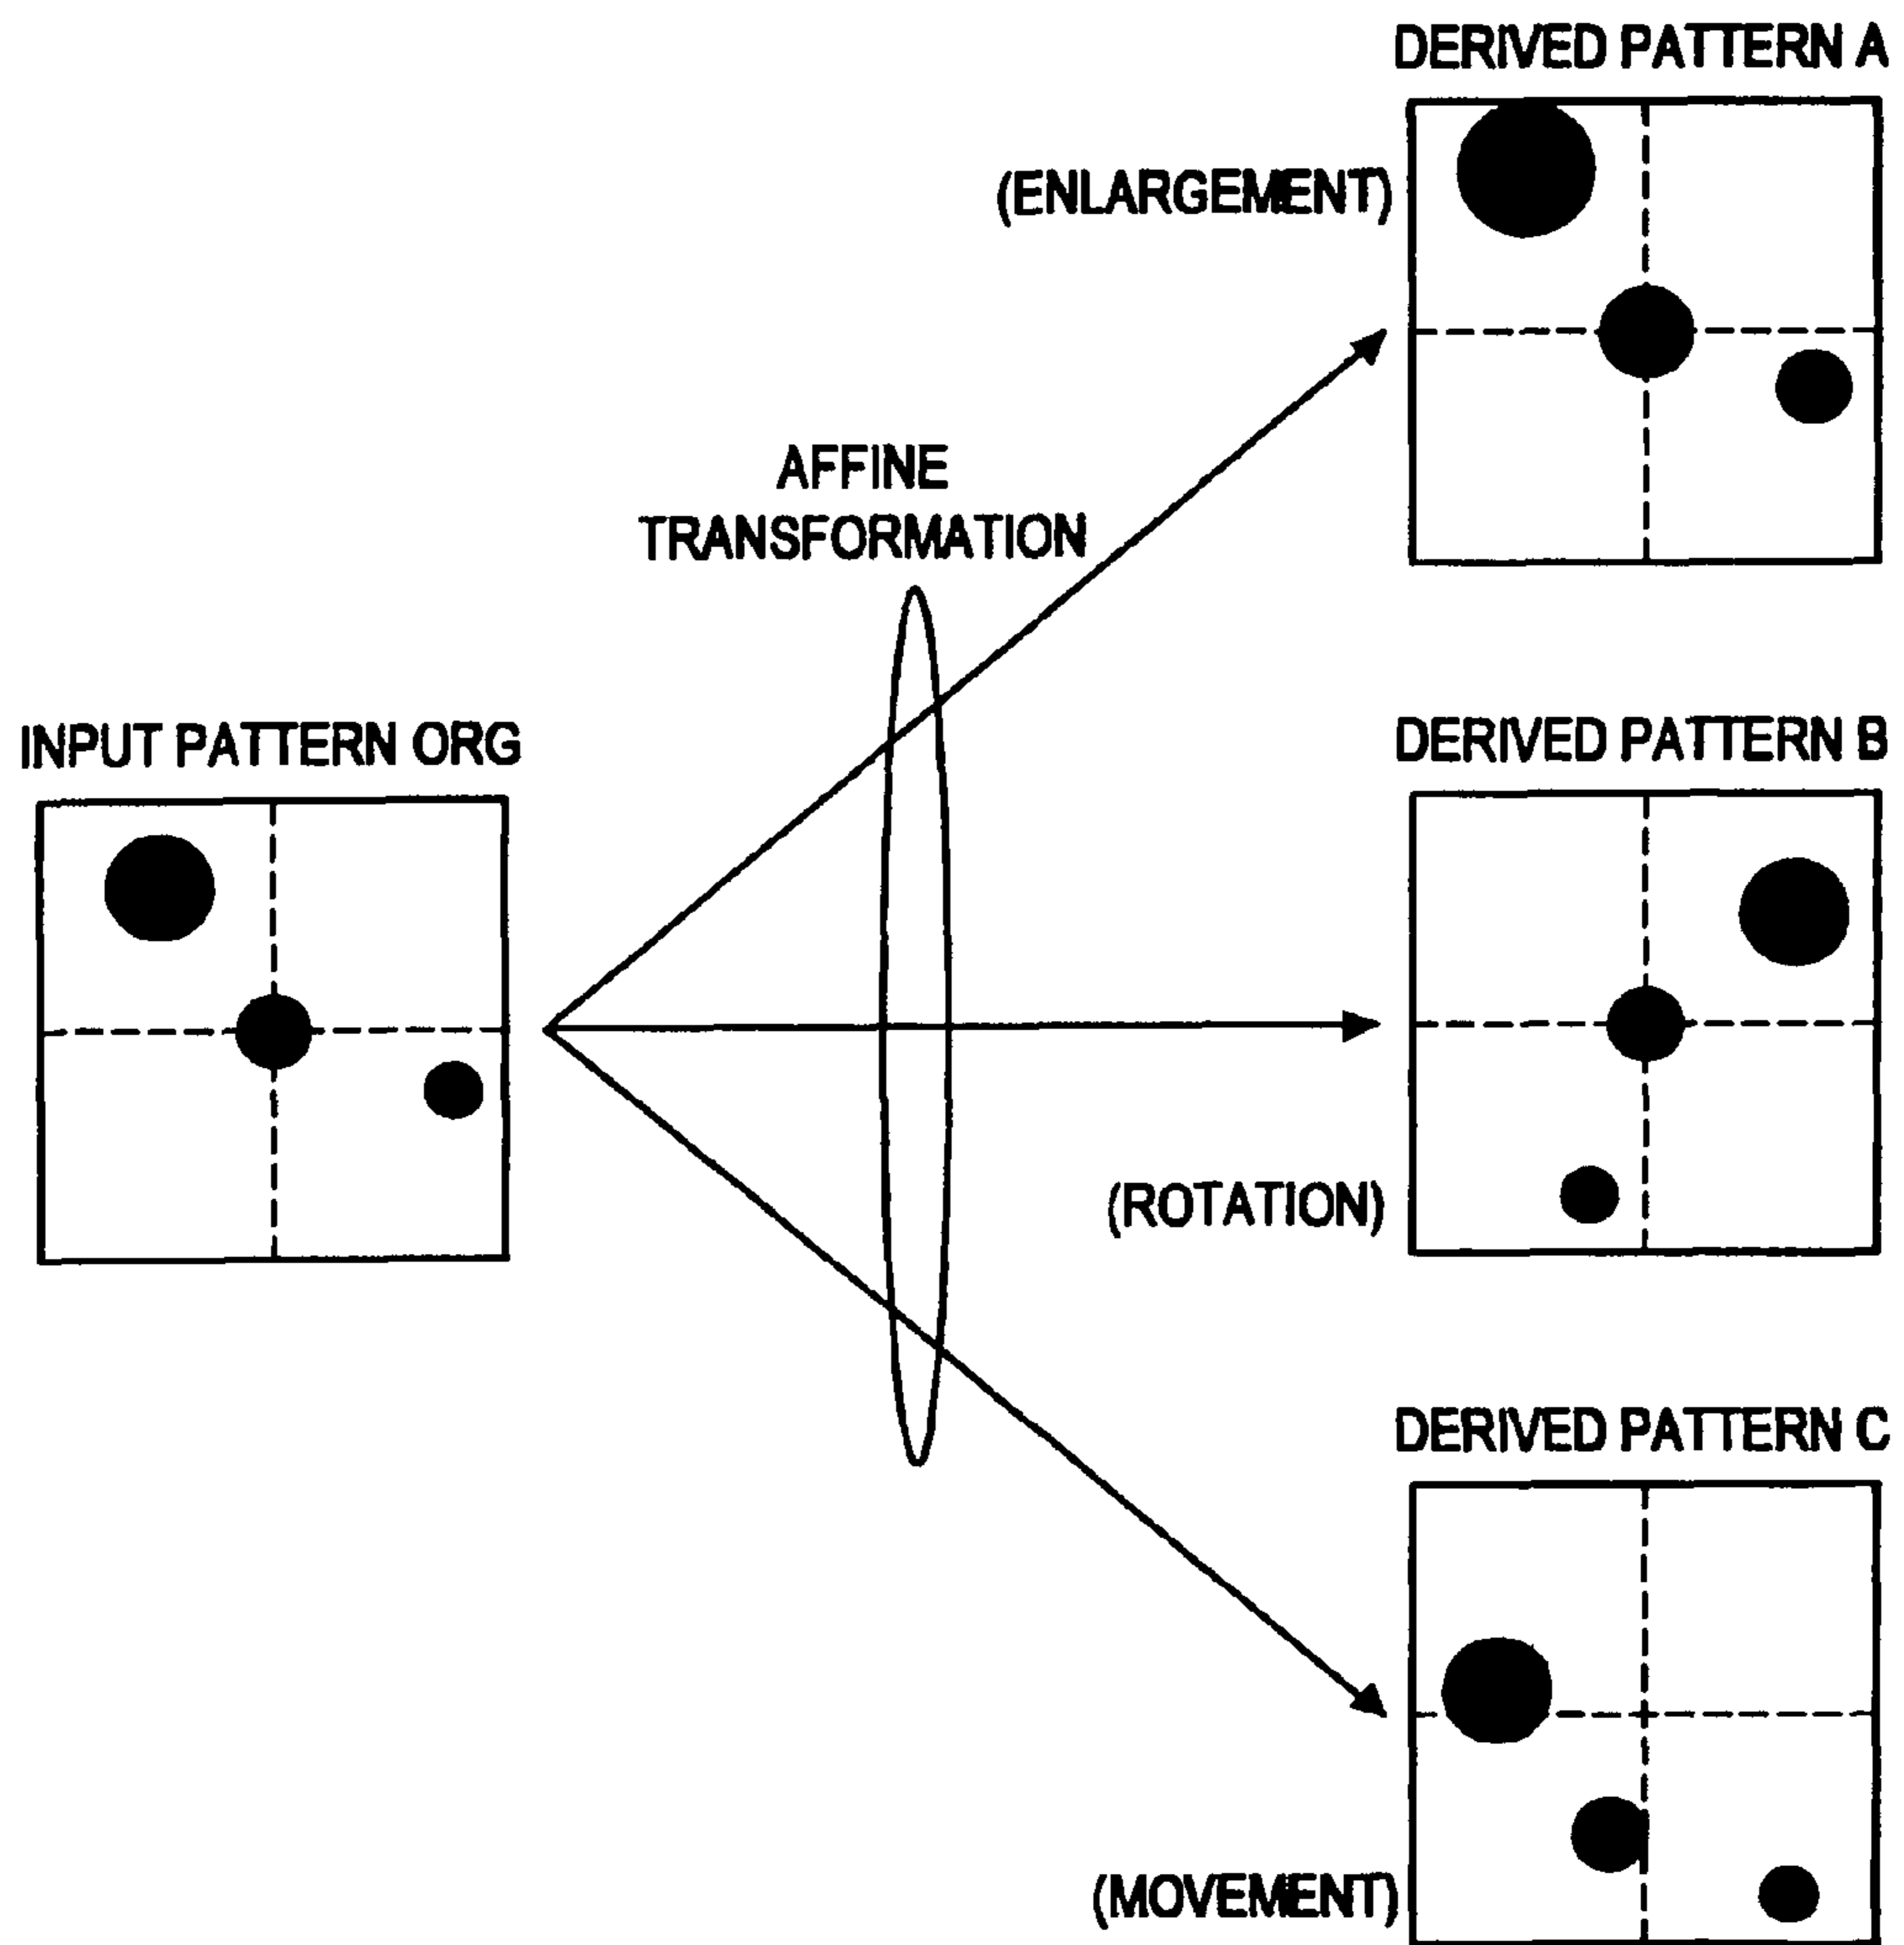 DERIVED PATTERN A
(ENLARGEMENT)
AFFINE
TRANSFORMATION
INPUT PATTERN ORG
DERIVED PATTERN B
(ROTATION)
DERIVED PATTERN C
(MOVEMENT)